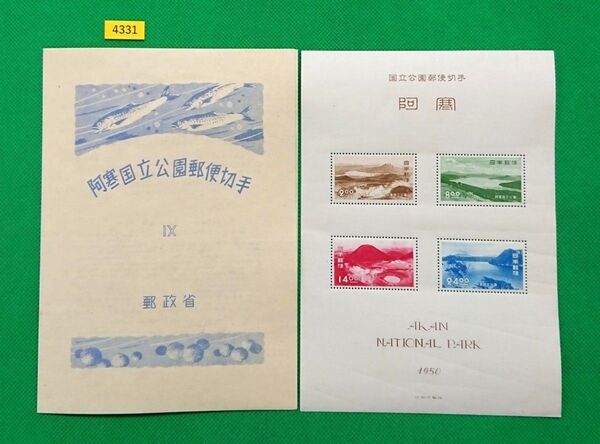 4331
阿寒国立公園郵便切手
IX
郵政省
国立公園郵便切手
阿寒
2.00
日本郵便
8.00
日本郵便
14.00
日本郵便
24.00
日本郵便
AKAN
NATIONAL PARK
1950